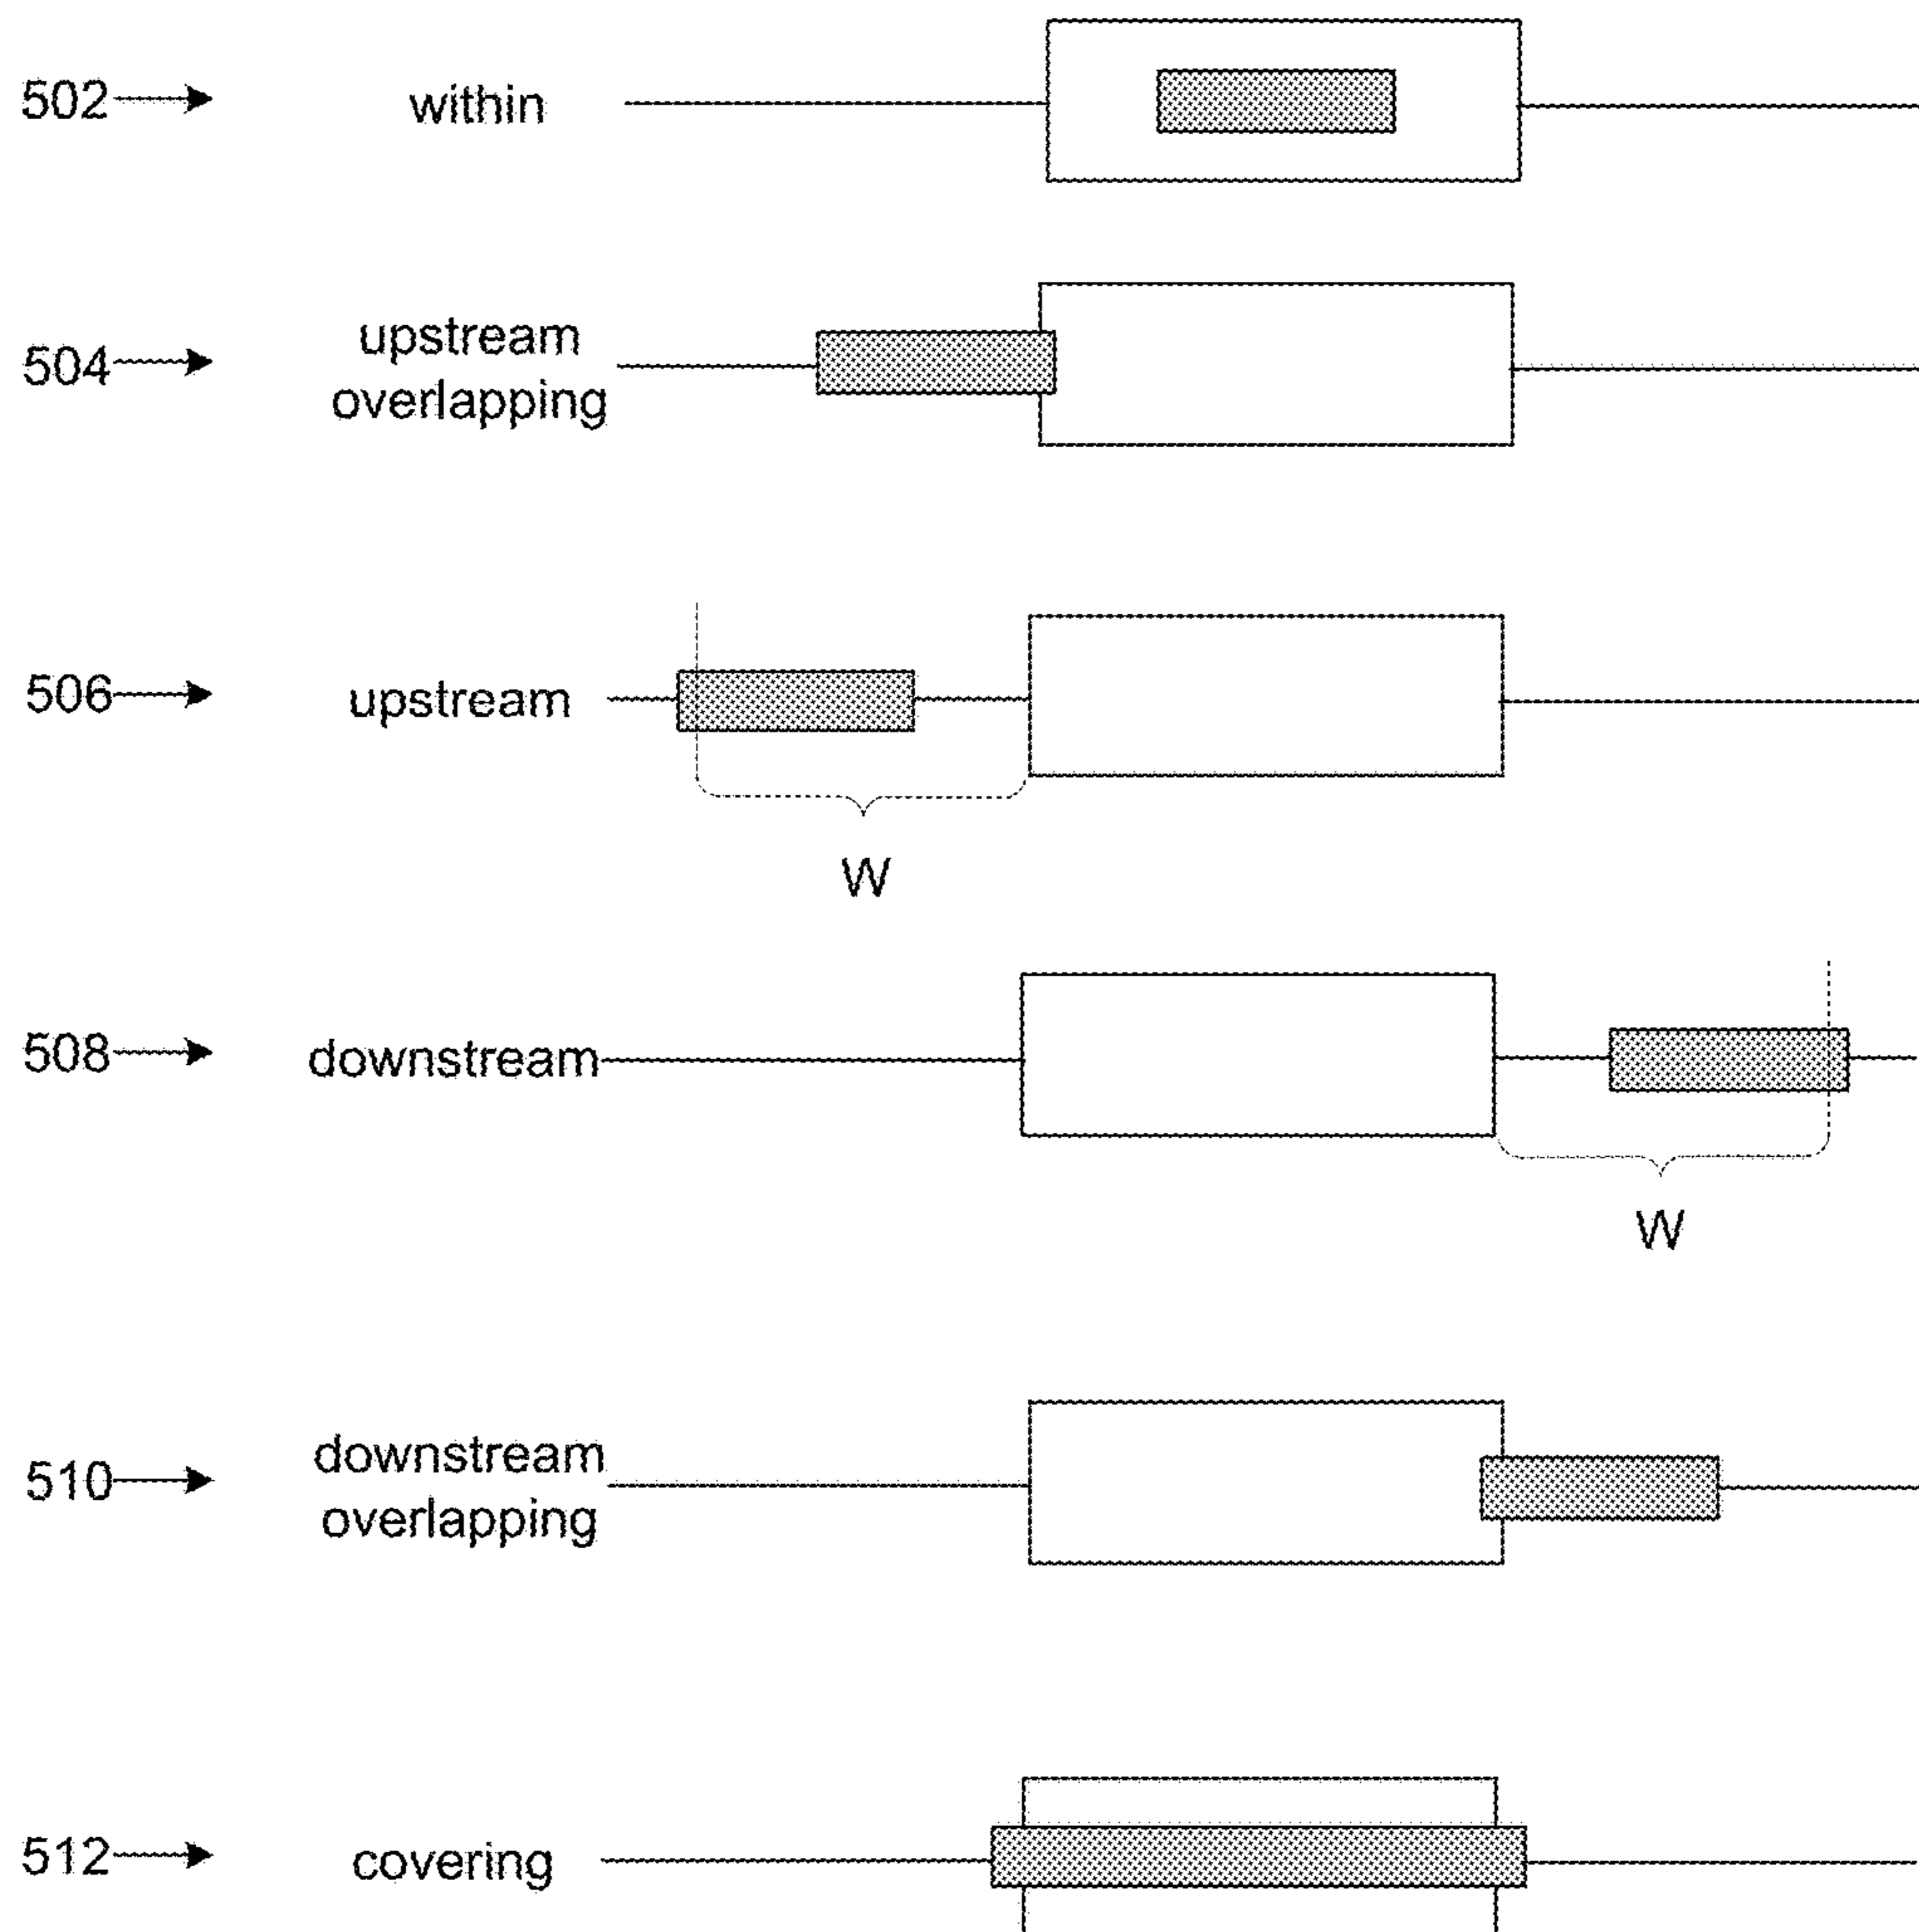 502 within
504 upstream
overlapping
506 upstream
W
508 downstream
W
510 downstream
overlapping
512 covering